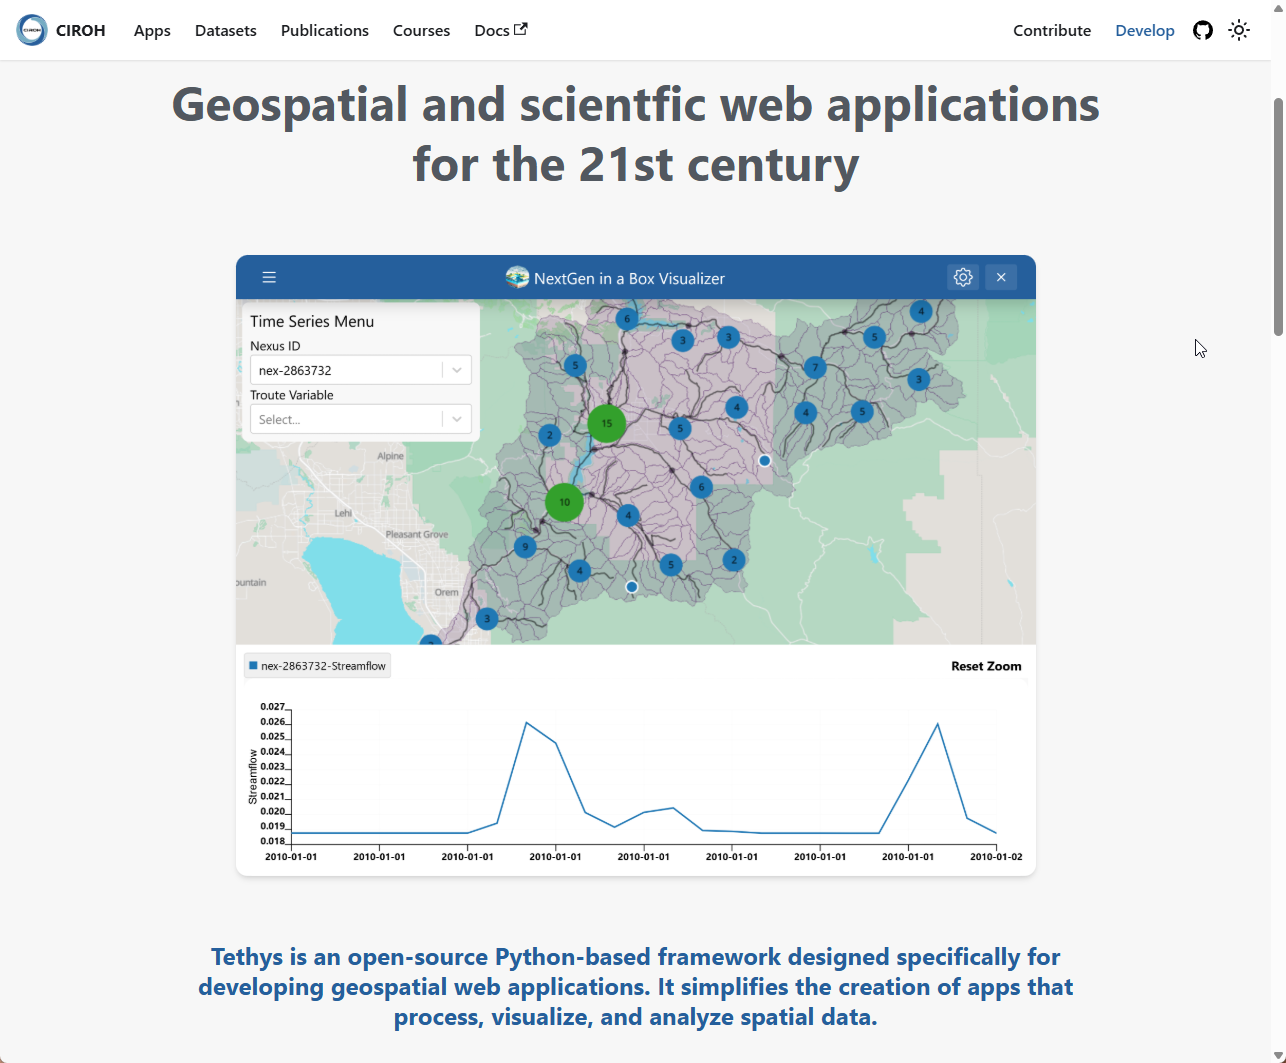 CIROH
Apps
Datasets
Publications
Courses
Docs
Contribute
Develop
Geospatial and scientfic web applications
for the 21st century
NextGen in a Box Visualizer
Time Series Menu
Nexus ID
nex-2863732
Troute Variable
Select...
6
3
3
4
5
5
7
3
4
4
5
15
5
2
6
10
4
9
4
5
2
3
Alpine
Lehi
Pleasant Grove
Orem
nex-2863732-Streamflow
Reset Zoom
Streamflow
0.027
0.026
0.025
0.024
0.023
0.022
0.021
0.020
0.019
0.018
2010-01-01
2010-01-01
2010-01-01
2010-01-01
2010-01-01
2010-01-01
2010-01-01
2010-01-01
2010-01-02
Tethys is an open-source Python-based framework designed specifically for
developing geospatial web applications. It simplifies the creation of apps that
process, visualize, and analyze spatial data.